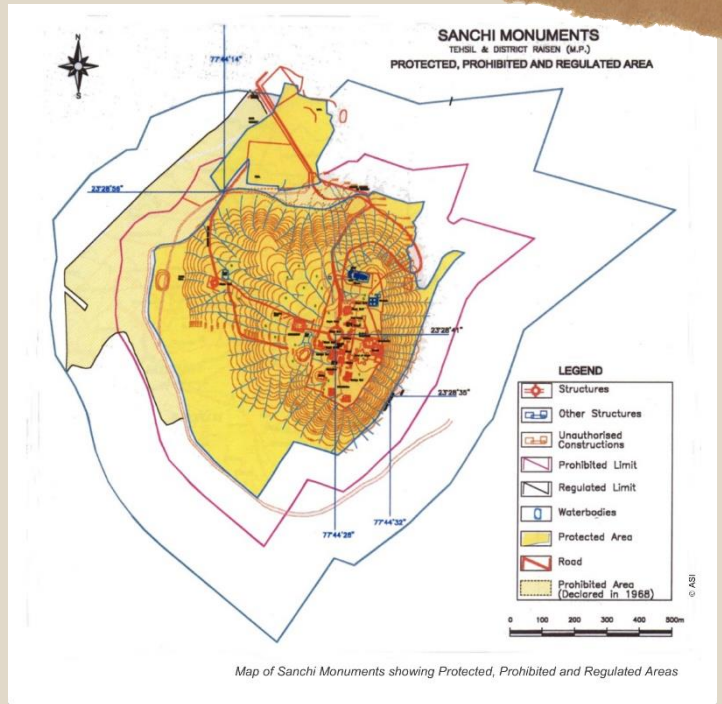 SANCHI MONUMENTS
TEHSIL & DISTRICT RAISEN (M.P.)
PROTECTED, PROHIBITED AND REGULATED AREA
N
S
77°44'14"
23°28'56"
23°28'41"
23°28'35"
77°44'32"
77°44'28"
LEGEND
Structures
Other Structures
Unauthorised
Constructions
Prohibited Limit
Regulated Limit
Waterbodies
Protected Area
Road
Prohibited Area
(Declared in 1968)
© ASI
0 100 200 300 400 500m
Map of Sanchi Monuments showing Protected, Prohibited and Regulated Areas